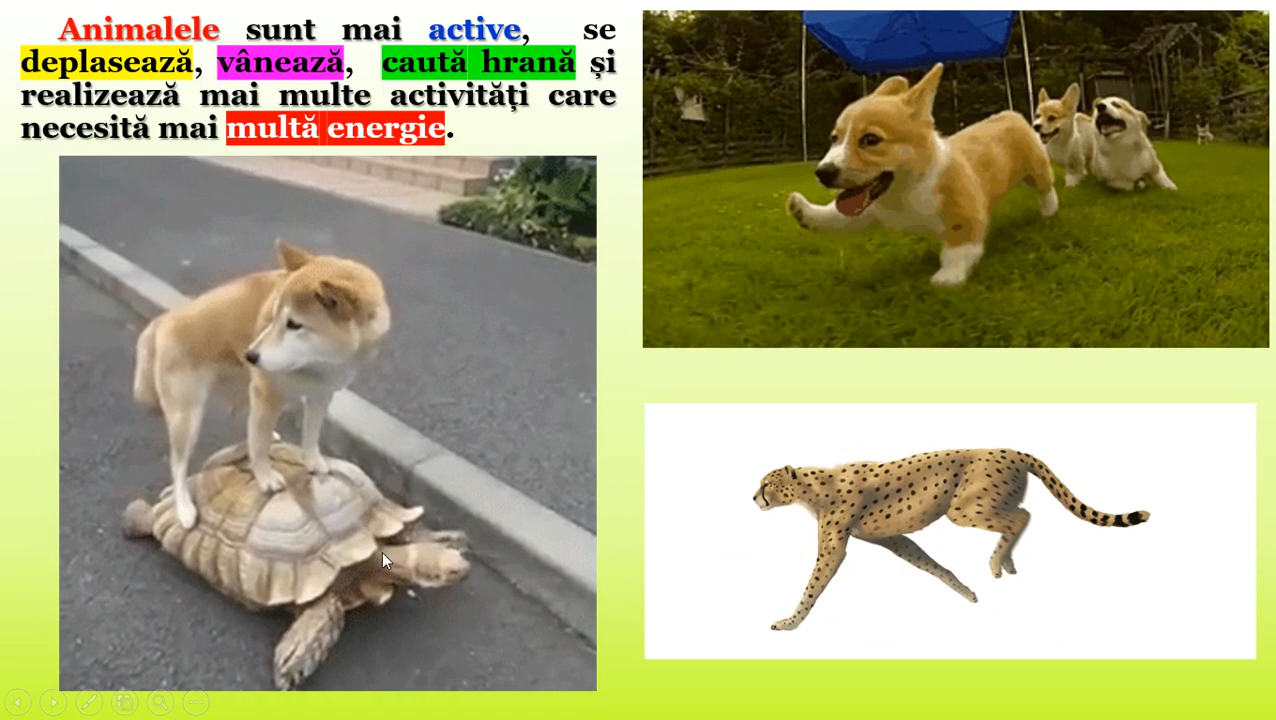 Animalele sunt mai active, se
deplasează, vânează, caută hrană și
realizează mai multe activități care
necesită mai multă energie.